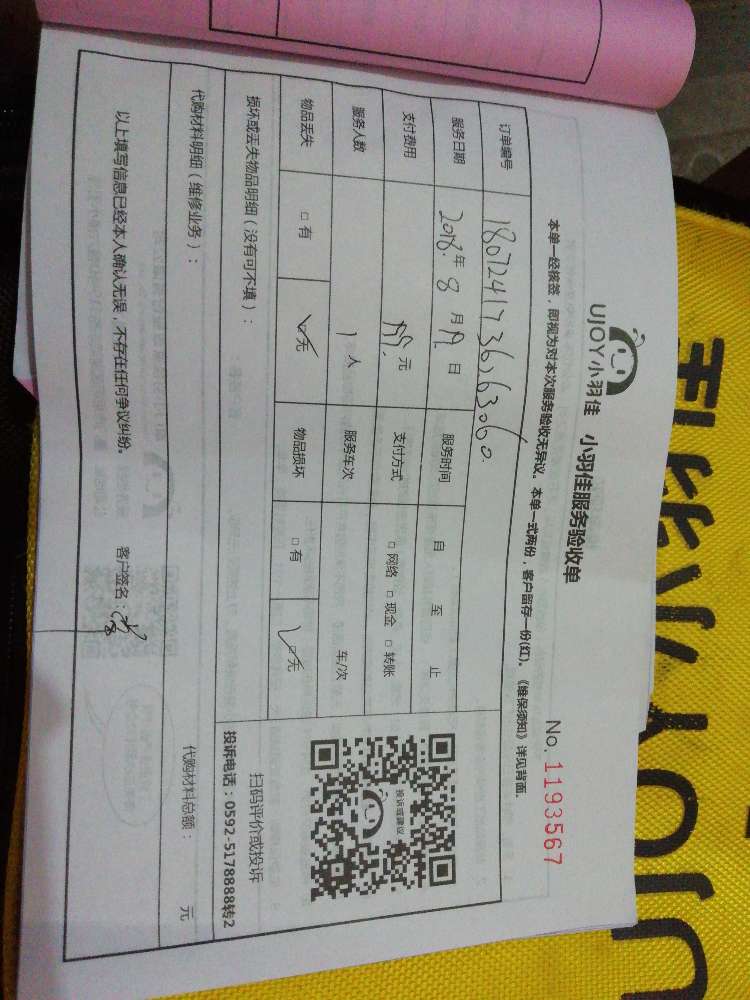 UJOY小羽佳 小羽佳服务验收单
No. 1193567
本单一经核签，即视为对本次服务验收无异议。本单一式两份，客户留存一份(红)。《维保须知》详见背面。
订单编号
服务日期 2018年 8月19日 服务时间 自 至 止
支付费用 元 支付方式 □网络 □现金 □转账
服务人数 1人 服务车次 车/次
物品丢失 □有 □无 物品损坏 □有 □无
投诉或建议
扫码评价或投诉
投诉电话：0592-5178888转2
损坏或丢失物品明细（没有可不填）：
代购材料明细（维修业务）： 代购材料总额： 元
以上填写信息已经本人确认无误，不存在任何争议纠纷。 客户签名：
UJOY